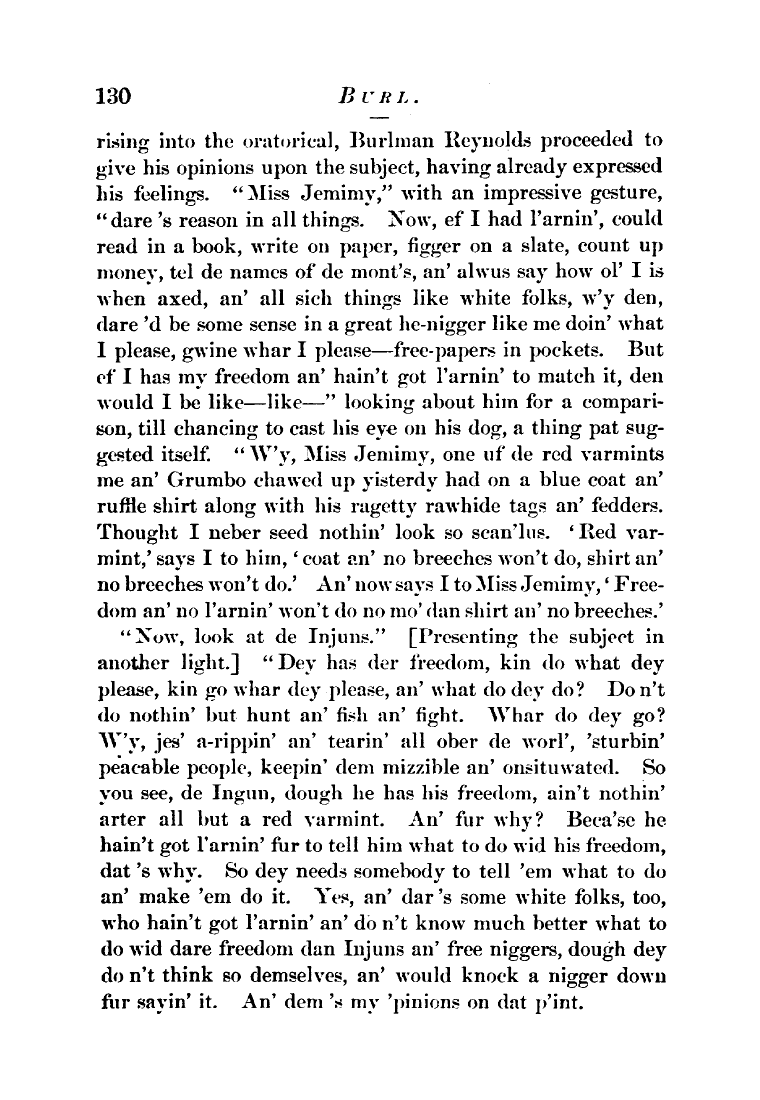 130 BURL.
rising into the oratorical, Burlman Reynolds proceeded to
give his opinions upon the subject, having already expressed
his feelings. “Miss Jemimy,” with an impressive gesture,
“dare ’s reason in all things. Now, ef I had l’arnin’, could
read in a book, write on paper, figger on a slate, count up
money, tel de names of de mont’s, an’ alwus say how ol’ I is
when axed, an’ all sich things like white folks, w’y den,
dare ’d be some sense in a great he-nigger like me doin’ what
I please, gwine whar I please—free-papers in pockets. But
ef I has my freedom an’ hain’t got l’arnin’ to match it, den
would I be like—like—” looking about him for a compari-
son, till chancing to cast his eye on his dog, a thing pat sug-
gested itself. “W’y, Miss Jemimy, one uf de red varmints
me an’ Grumbo chawed up yisterdy had on a blue coat an’
ruffle shirt along with his ragetty rawhide tags an’ fedders.
Thought I neber seed nothin’ look so scan’lus. ‘Red var-
mint,’ says I to him, ‘coat an’ no breeches won’t do, shirt an’
no breeches won’t do.’ An’ now says I to Miss Jemimy, ‘Free-
dom an’ no l’arnin’ won’t do no mo’ dan shirt an’ no breeches.’
“Now, look at de Injuns.” [Presenting the subject in
another light.] “Dey has der freedom, kin do what dey
please, kin go whar dey please, an’ what do dey do? Do n’t
do nothin’ but hunt an’ fish an’ fight. Whar do dey go?
W’y, jes’ a-rippin’ an’ tearin’ all ober de worl’, ’sturbin’
peacable people, keepin’ dem mizzible an’ onsituwated. So
you see, de Ingun, dough he has his freedom, ain’t nothin’
arter all but a red varmint. An’ fur why? Beca’se he
hain’t got l’arnin’ fur to tell him what to do wid his freedom,
dat ’s why. So dey needs somebody to tell ’em what to do
an’ make ’em do it. Yes, an’ dar ’s some white folks, too,
who hain’t got l’arnin’ an’ do n’t know much better what to
do wid dare freedom dan Injuns an’ free niggers, dough dey
do n’t think so demselves, an’ would knock a nigger down
fur sayin’ it. An’ dem ’s my ’pinions on dat p’int.